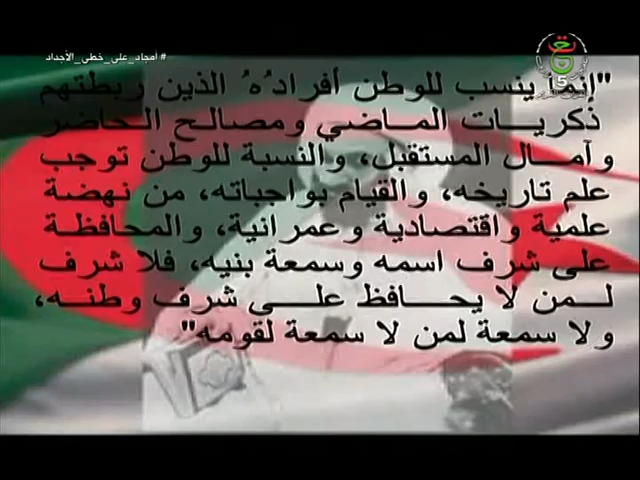 # أمجاد_على_خطى_الأجداد
5
"إنما ينسب للوطن أفرادُهُ الذين ربطتهم
ذكريات الماضي ومصالح الحاضر
وآمال المستقبل، والنسبة للوطن توجب
علم تاريخه، والقيام بواجباته، من نهضة
علمية واقتصادية وعمرانية، والمحافظة
على شرف اسمه وسمعة بنيه، فلا شرف
لمن لا يحافظ على شرف وطنه،
ولا سمعة لمن لا سمعة لقومه"